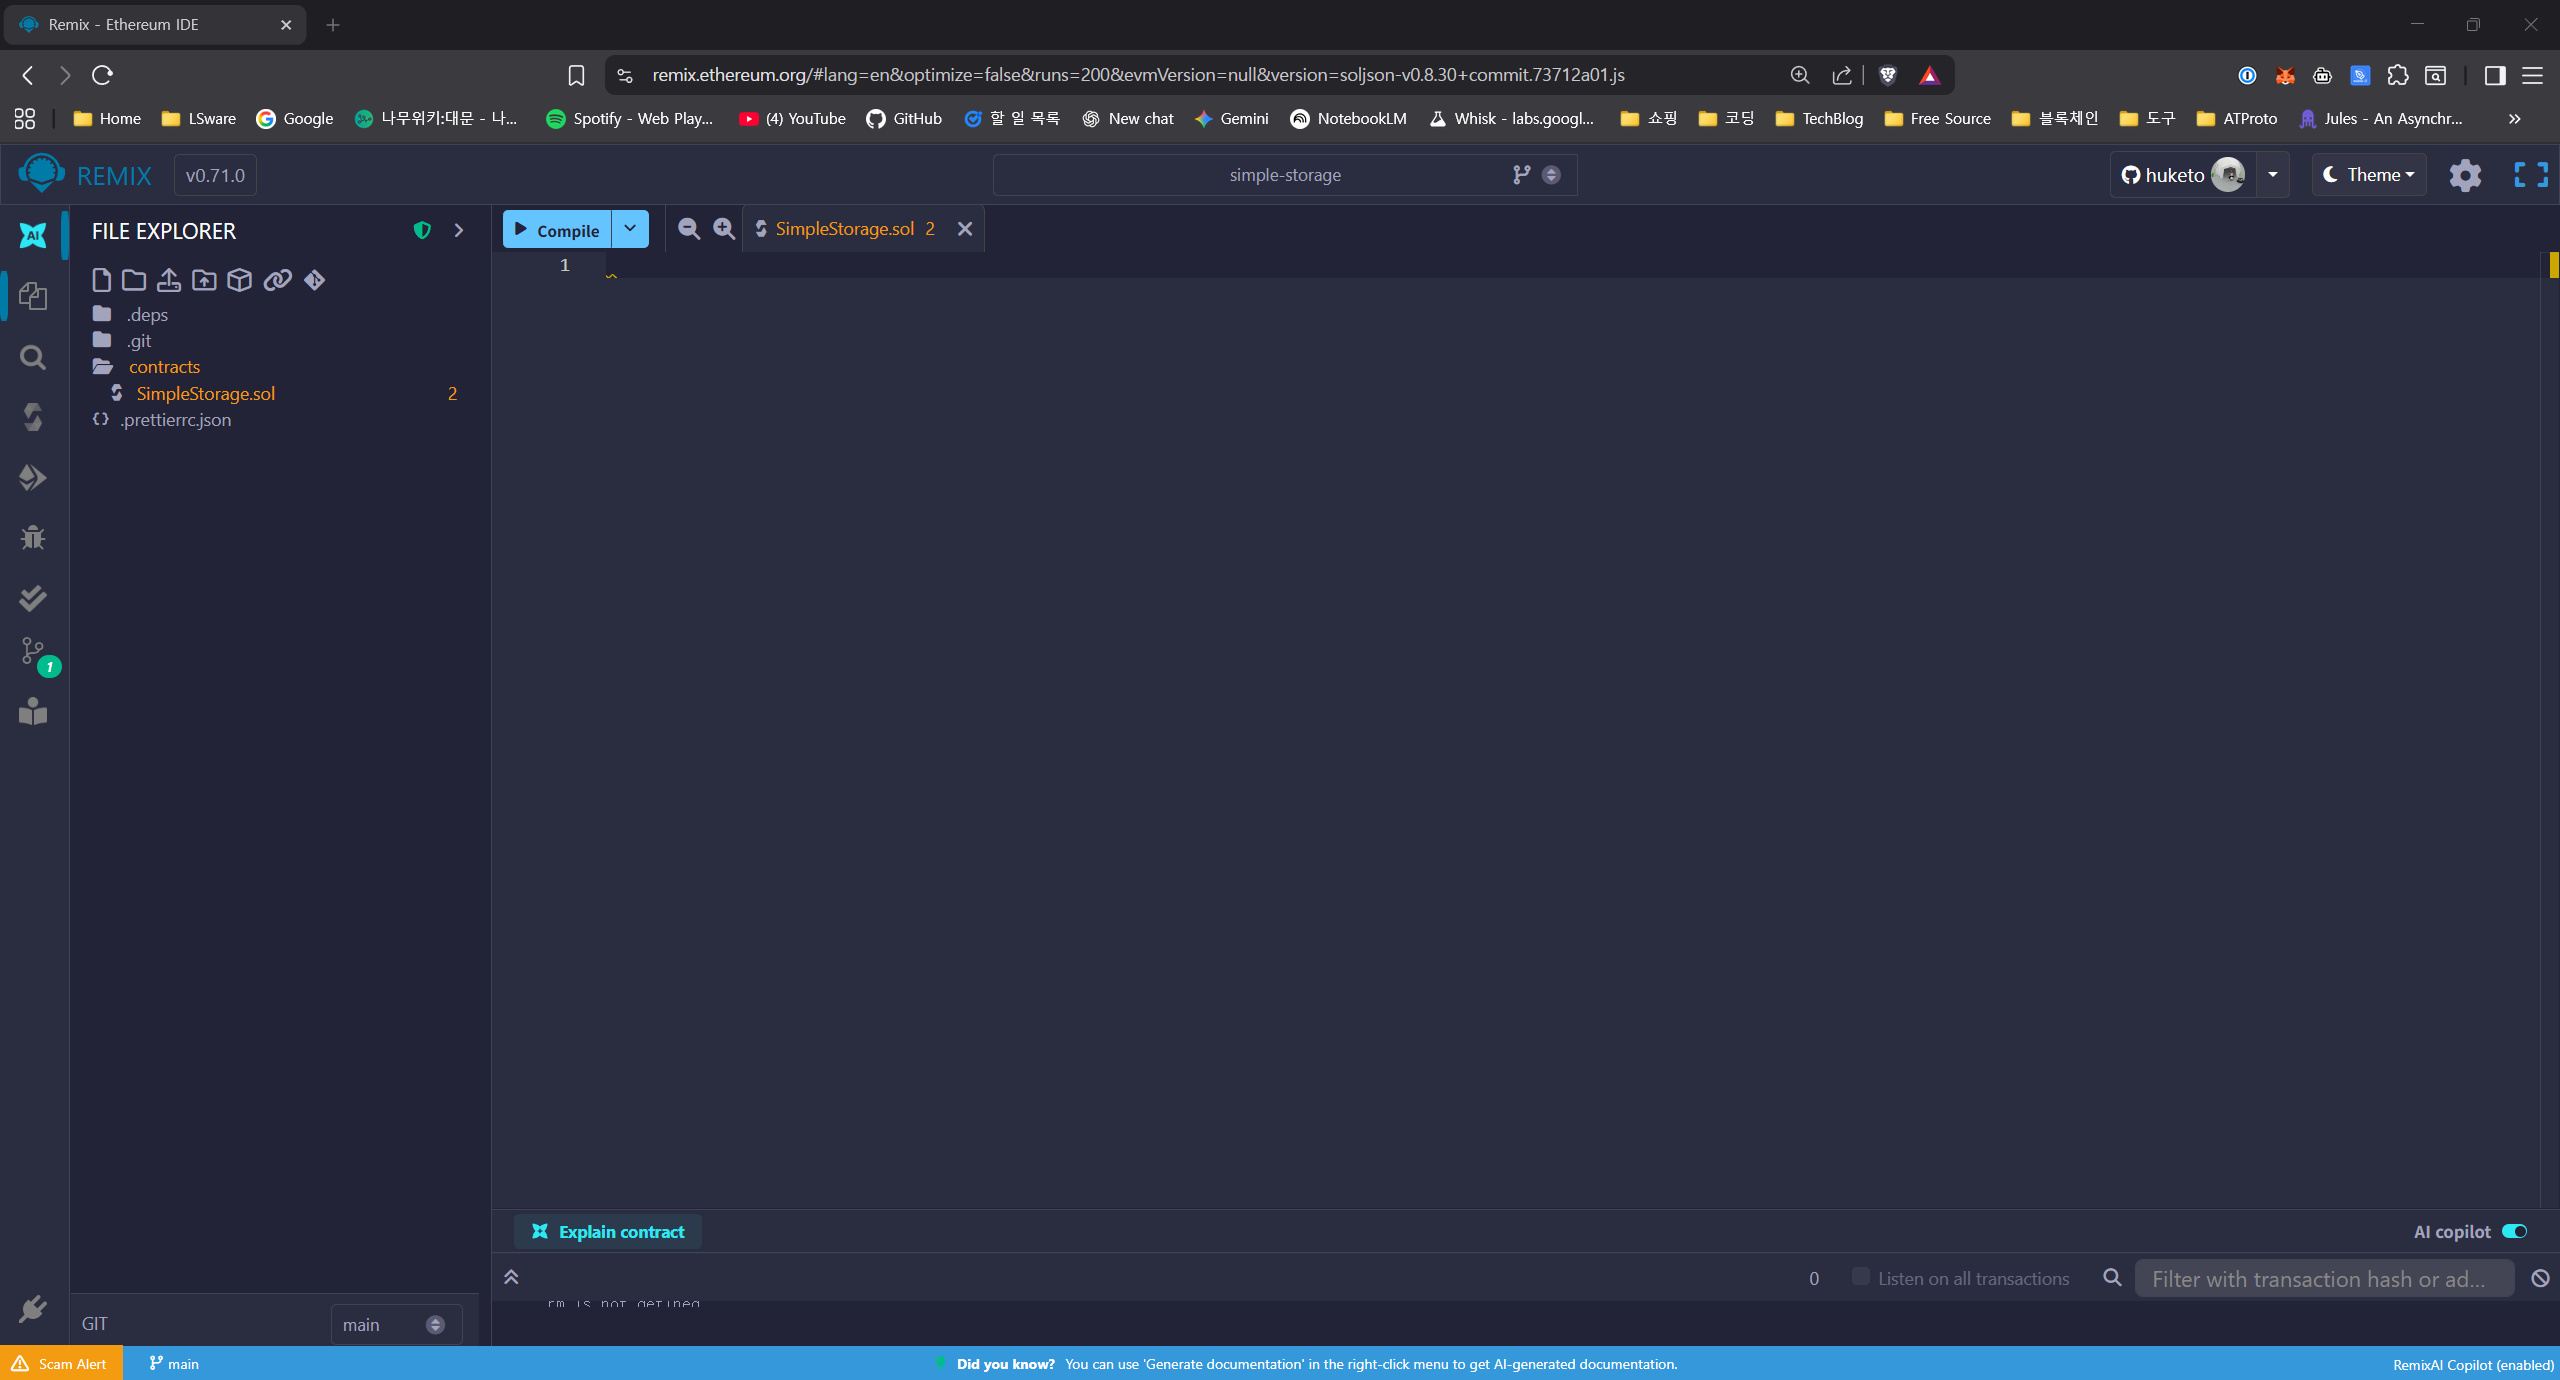 Remix - Ethereum IDE
remix.ethereum.org/#lang=en&optimize=false&runs=200&evmVersion=null&version=soljson-v0.8.30+commit.73712a01.js
Home LSware Google 나무위키:대문 - 나... Spotify - Web Play... (4) YouTube GitHub 할 일 목록 New chat Gemini NotebookLM Whisk - labs.googl... 쇼핑 코딩 TechBlog Free Source 블록체인 도구 ATProto Jules - An Asynchr...
REMIX v0.71.0 simple-storage huketo Theme
AI FILE EXPLORER
Compile SimpleStorage.sol 2
1
.deps
.git
contracts
SimpleStorage.sol 2
.prettierrc.json
1
Explain contract AI copilot
0 Listen on all transactions Filter with transaction hash or ad...
rm is not defined
GIT main
Scam Alert main Did you know? You can use 'Generate documentation' in the right-click menu to get AI-generated documentation. RemixAI Copilot (enabled)